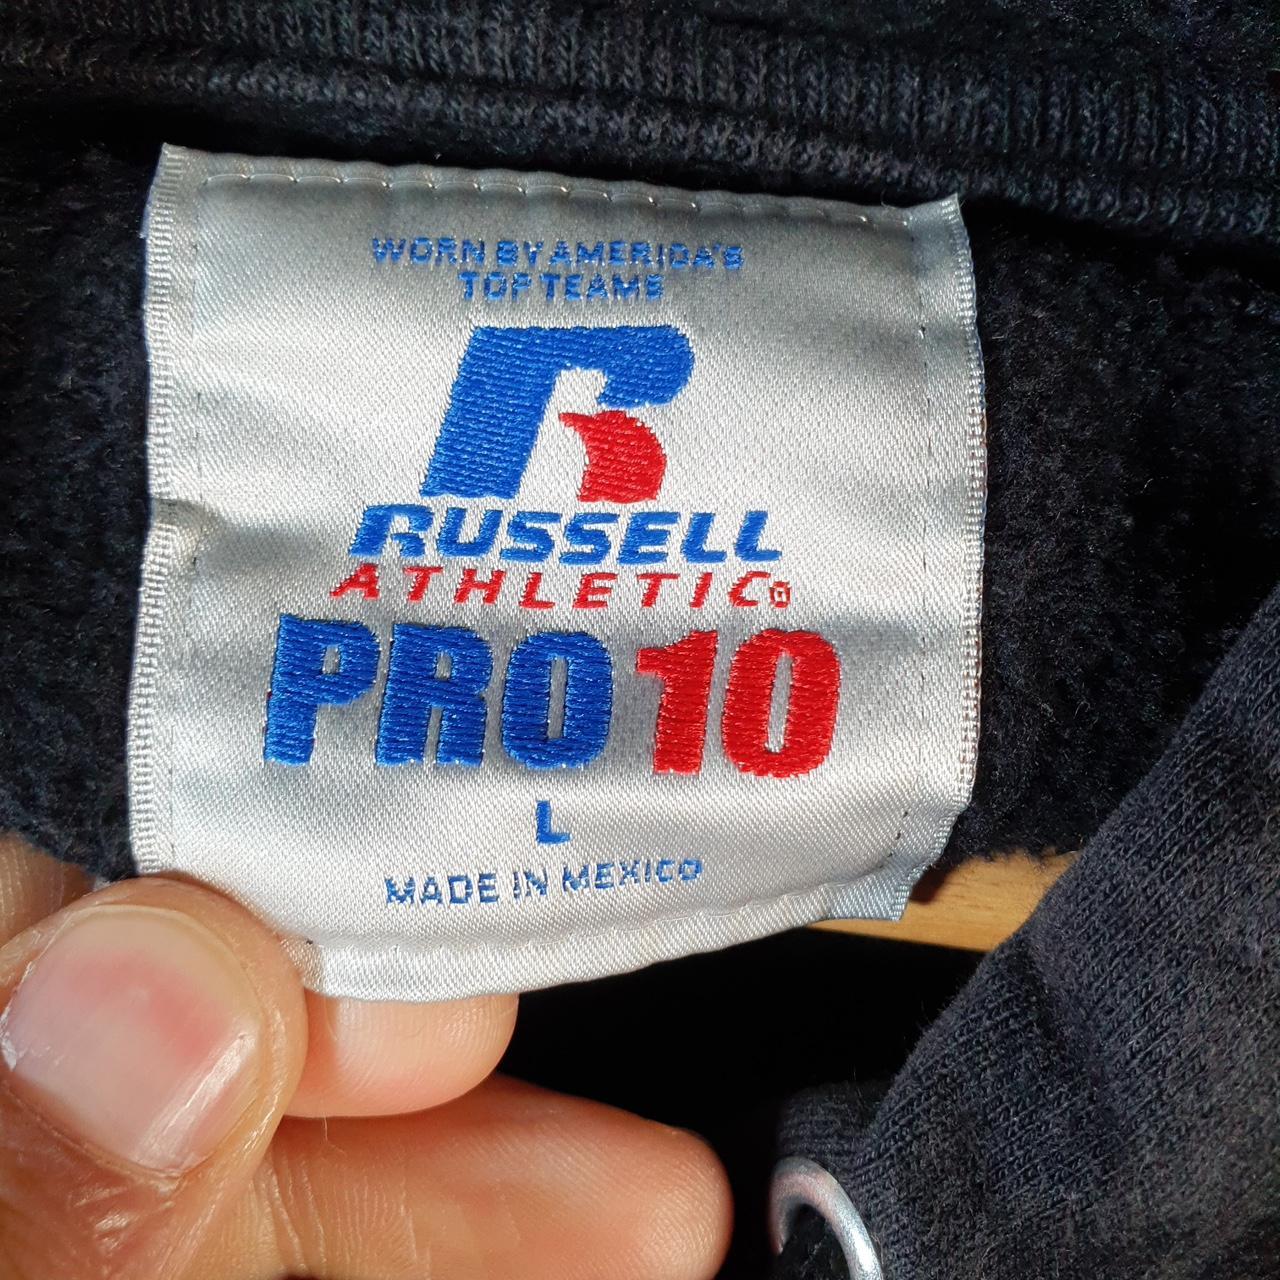 WORN BY AMERICA'S
TOP TEAMS
R
RUSSELL
ATHLETIC®
PRO 10
L
MADE IN MEXICO